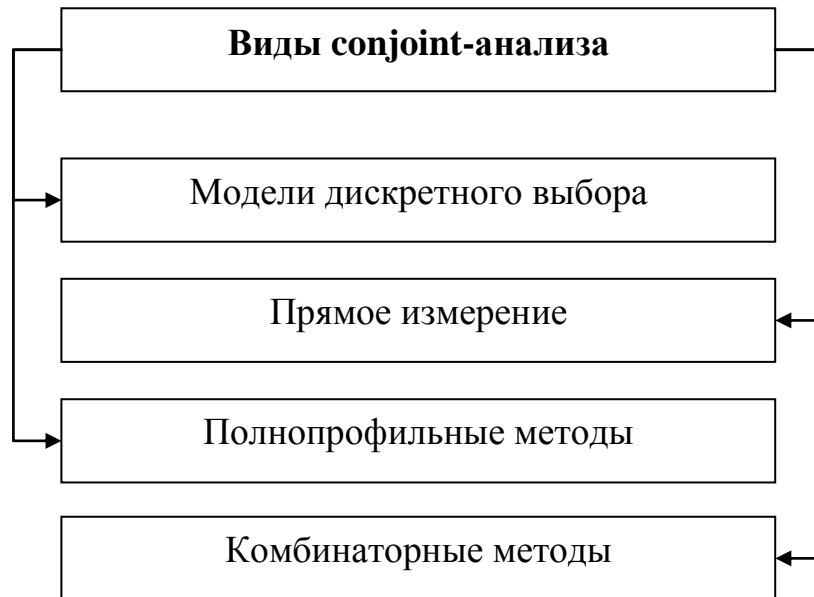 Виды conjoint-анализа
Модели дискретного выбора
Прямое измерение
Полнопрофильные методы
Комбинаторные методы